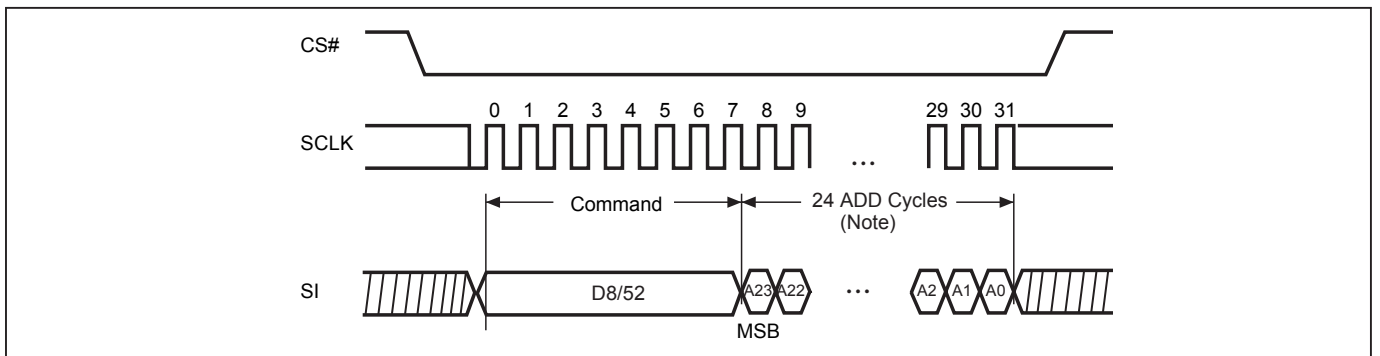 CS#
0 1 2 3 4 5 6 7 8 9 29 30 31
SCLK
...
Command
24 ADD Cycles
(Note)
SI
D8/52
A23 A22 ... A2 A1 A0
MSB